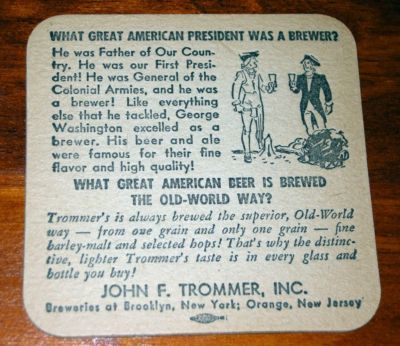 WHAT GREAT AMERICAN PRESIDENT WAS A BREWER?
He was Father of Our Coun-
try. He was our First Presi-
dent! He was General of the
Colonial Armies, and he was
a brewer! Like everything
else that he tackled, George
Washington excelled as a
brewer. His beer and ale
were famous for their fine
flavor and high quality!
WHAT GREAT AMERICAN BEER IS BREWED
THE OLD-WORLD WAY?
Trommer's is always brewed the superior, Old-World
way — from one grain and only one grain — fine
barley-malt and selected hops! That's why the distinc-
tive, lighter Trommer's taste is in every glass and
bottle you buy!
JOHN F. TROMMER, INC.
Breweries at Brooklyn, New York; Orange, New Jersey